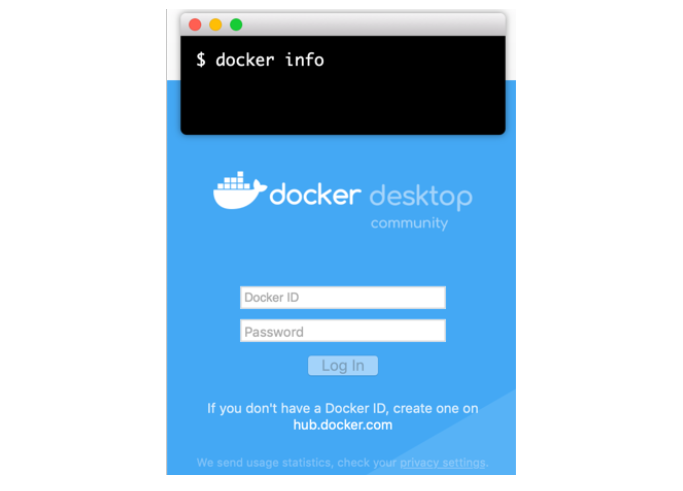 $ docker info
docker desktop
community
Docker ID
Password
Log In
If you don't have a Docker ID, create one on
hub.docker.com
We send usage statistics, check your privacy settings.